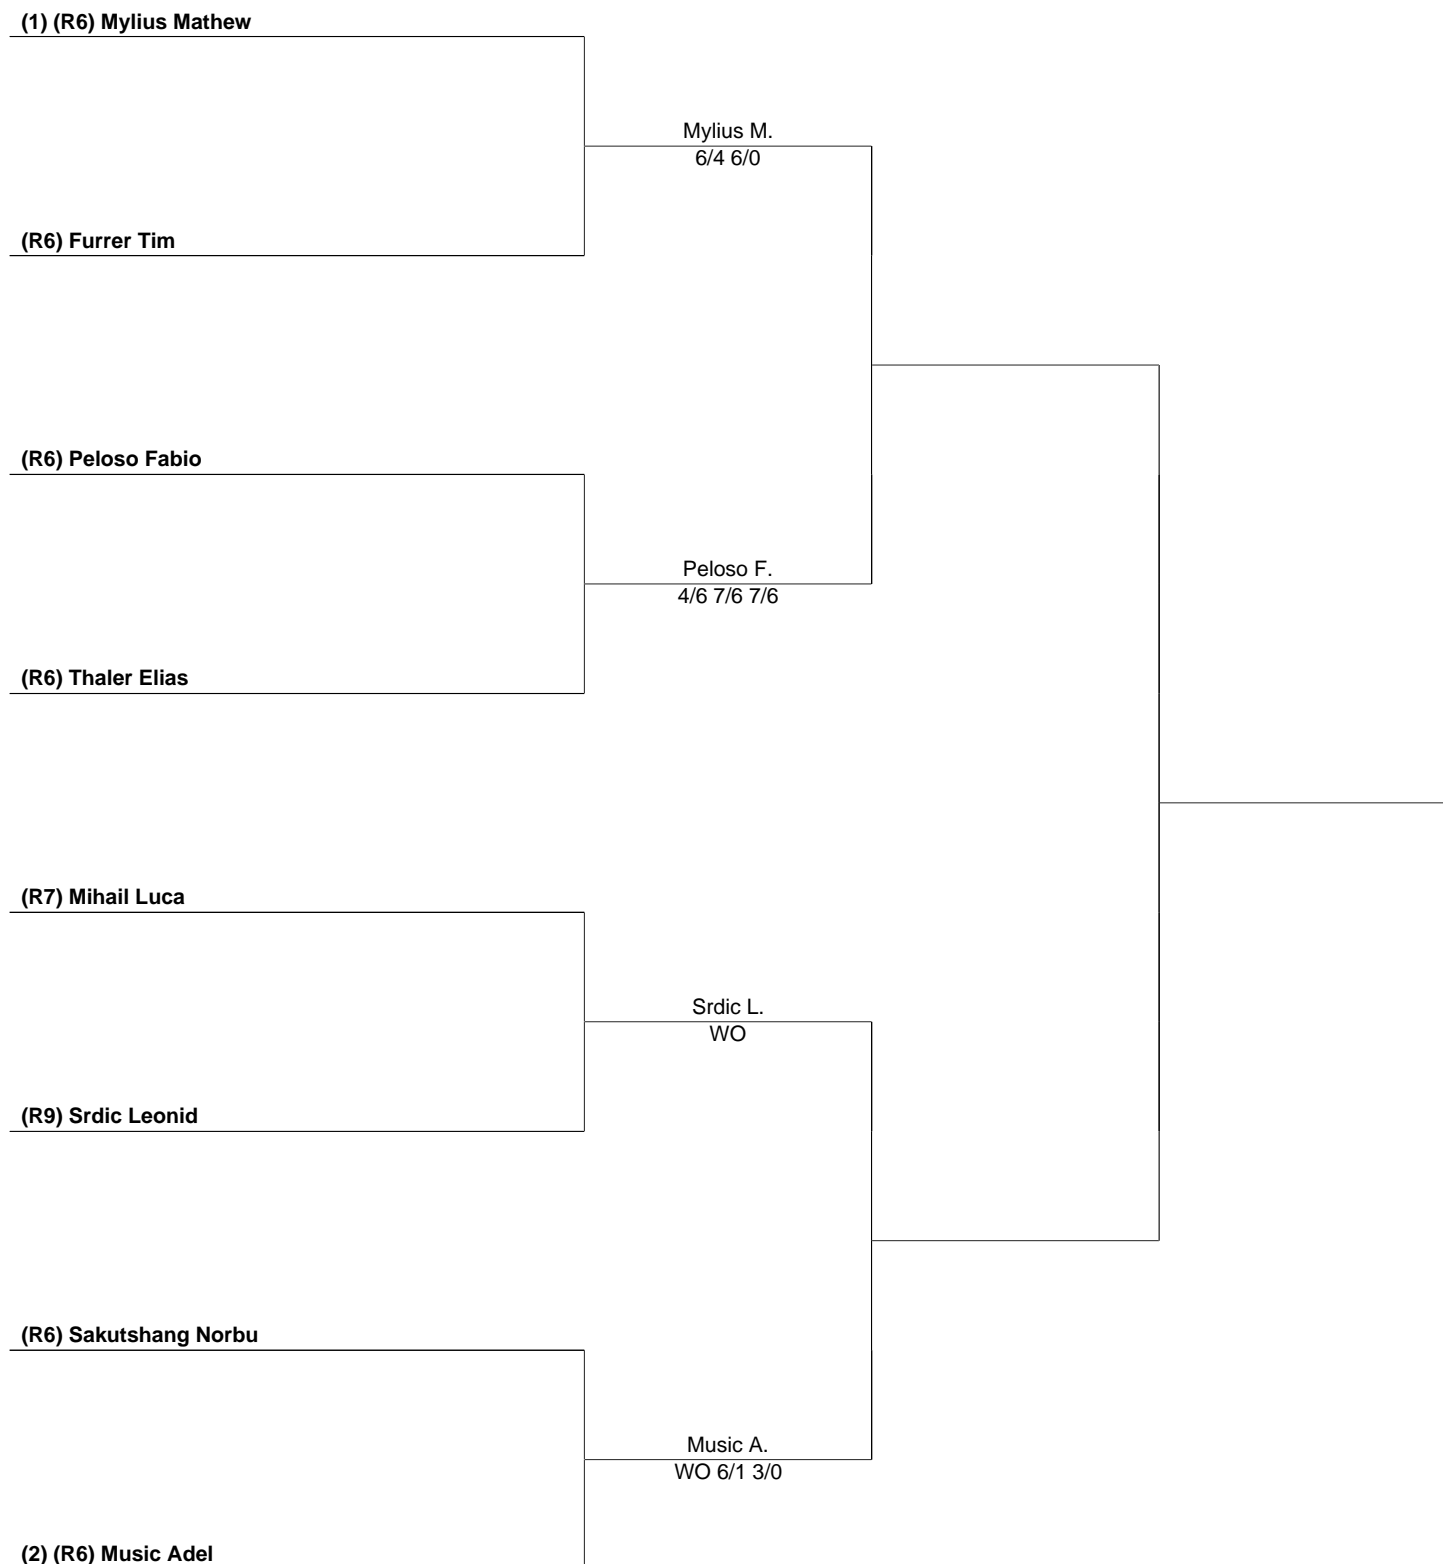 (1) (R6) Mylius Mathew
Mylius M.
6/4 6/0
(R6) Furrer Tim
(R6) Peloso Fabio
Peloso F.
4/6 7/6 7/6
(R6) Thaler Elias
(R7) Mihail Luca
Srdic L.
WO
(R9) Srdic Leonid
(R6) Sakutshang Norbu
Music A.
WO 6/1 3/0
(2) (R6) Music Adel